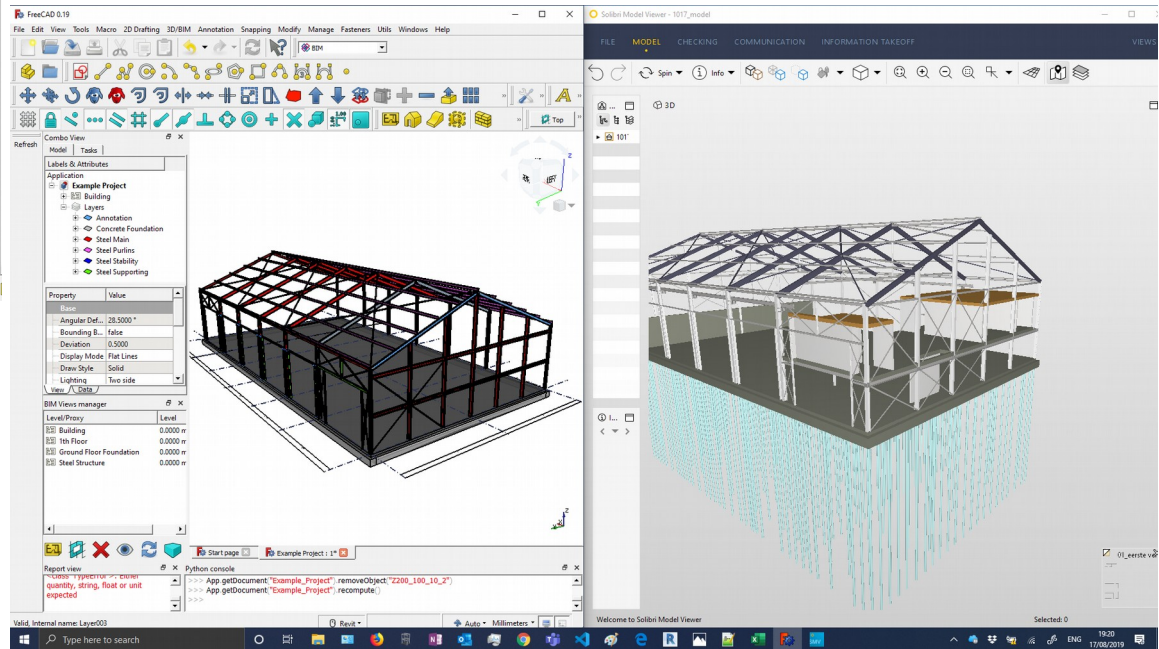 FreeCAD 0.19
File Edit View Tools Macro 2D Drafting 3D/BIM Annotation Snapping Modify Manage Fasteners Utils Windows Help
BIM
Top
Refresh
Combo View
Model Tasks
Labels & Attributes
Application
Example Project
Building
Layers
Annotation
Concrete Foundation
Steel Main
Steel Purlins
Steel Stability
Steel Supporting
Property Value
Base
Angular Def... 28.5000 °
Bounding B... false
Deviation 0.5000
Display Mode Flat Lines
Draw Style Solid
Lighting Two side
View Data
BIM Views manager
Level/Proxy Level
Building 0.0000 m
1th Floor 0.0000 m
Ground Floor Foundation 0.0000 m
Steel Structure 0.0000 m
LEFT
Z
Y
Start page
Example Project : 1*
Report view
<class 'TypeError'>: Either
quantity, string, float or unit
expected
Python console
>>> App.getDocument("Example_Project").removeObject("Z200_100_10_2")
>>> App.getDocument("Example_Project").recompute()
>>>
Valid, Internal name: Layer003
Revit
Auto
Millimeters
Solibri Model Viewer - 1017_model
FILE MODEL CHECKING COMMUNICATION INFORMATION TAKEOFF VIEWS
Spin
Info
3D
101
I...
01_eerste ve
Welcome to Solibri Model Viewer
Selected: 0
Type here to search
ENG
19:20
17/08/2019